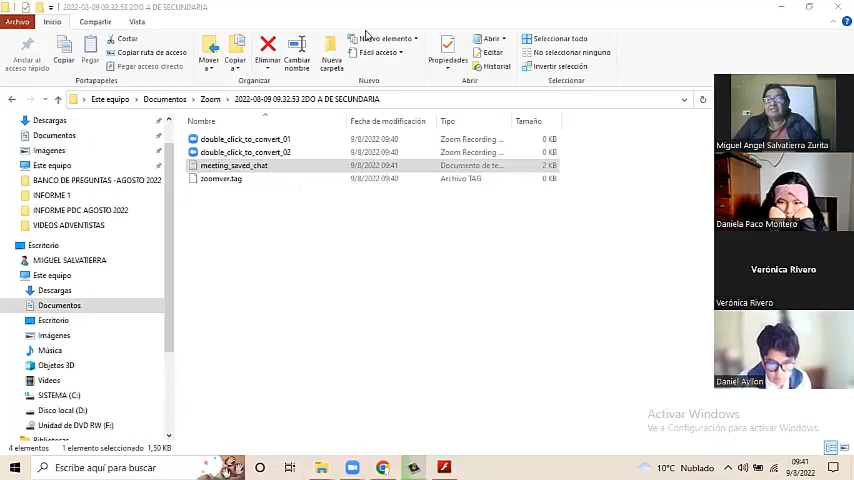 2022-08-09 09.32.53 2DO A DE SECUNDARIA
Archivo Inicio Compartir Vista
Anclar al acceso rápido
Copiar
Pegar
Cortar
Copiar ruta de acceso
Pegar acceso directo
Portapapeles
Mover a
Copiar a
Eliminar
Cambiar nombre
Organizar
Nueva carpeta
Nuevo elemento
Fácil acceso
Nuevo
Propiedades
Abrir
Editar
Historial
Abrir
Seleccionar todo
No seleccionar ninguno
Invertir selección
Seleccionar
Este equipo > Documentos > Zoom > 2022-08-09 09.32.53 2DO A DE SECUNDARIA
Nombre Fecha de modificación Tipo Tamaño
double_click_to_convert_01 9/8/2022 09:40 Zoom Recording ... 0 KB
double_click_to_convert_02 9/8/2022 09:40 Zoom Recording ... 0 KB
meeting_saved_chat 9/8/2022 09:41 Documento de te... 2 KB
zoomver.tag 9/8/2022 09:40 Archivo TAG 0 KB
Descargas
Documentos
Imágenes
Este equipo
BANCO DE PREGUNTAS -AGOSTO 2022
INFORME 1
INFORME PDC AGOSTO 2022
VIDEOS ADVENTISTAS
Escritorio
MIIGUEL SALVATIERRA
Este equipo
Descargas
Documentos
Escritorio
Imágenes
Música
Objetos 3D
Vídeos
SISTEMA (C:)
Disco local (D:)
Unidad de DVD RW (F:)
Bibliotecas
4 elementos 1 elemento seleccionado 1,50 KB
Miguel Angel Salvatierra Zurita
Daniela Paco Montero
Verónica Rivero
Verónica Rivero
Daniel Ayllon
Activar Windows
Ve a Configuración para activar Windows.
Escribe aquí para buscar
10°C Nublado
09:41
9/8/2022